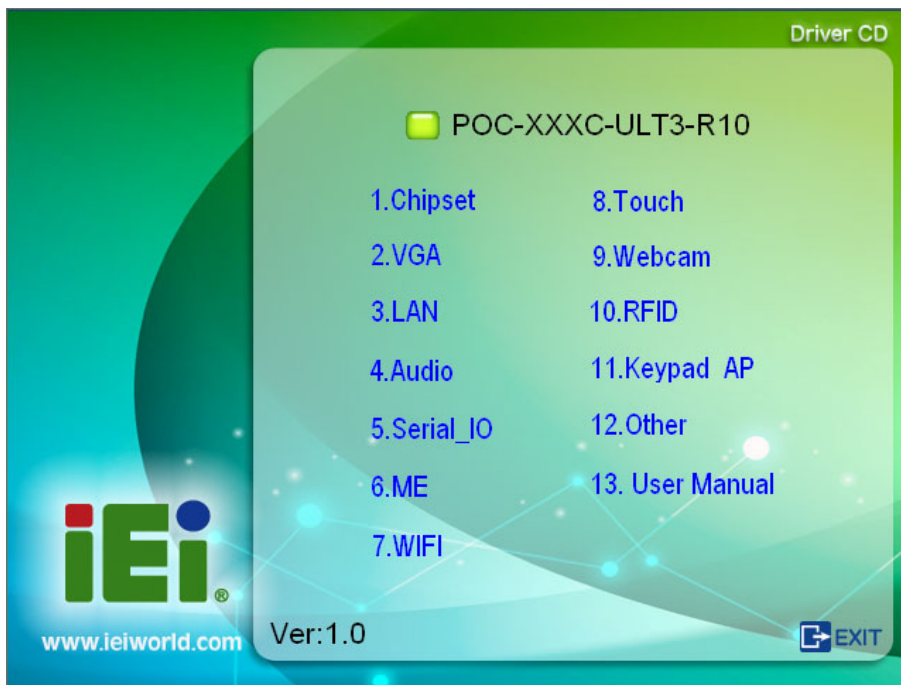 Driver CD
POC-XXXC-ULT3-R10
1.Chipset
2.VGA
3.LAN
4.Audio
5.Serial_IO
6.ME
7.WIFI
8.Touch
9.Webcam
10.RFID
11.Keypad AP
12.Other
13. User Manual
iEi®
www.ieiworld.com
Ver:1.0
EXIT